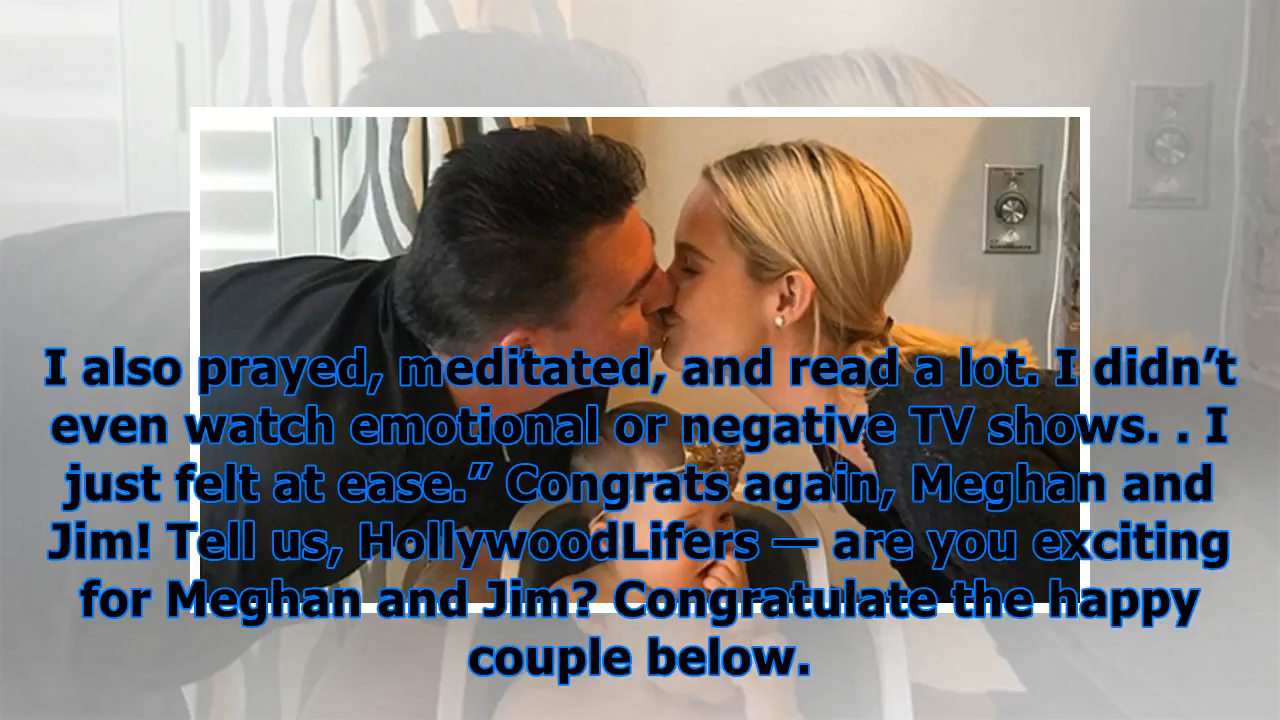 I also prayed, meditated, and read a lot. I didn’t
even watch emotional or negative TV shows. . I
just felt at ease.” Congrats again, Meghan and
Jim! Tell us, HollywoodLifers — are you exciting
for Meghan and Jim? Congratulate the happy
couple below.